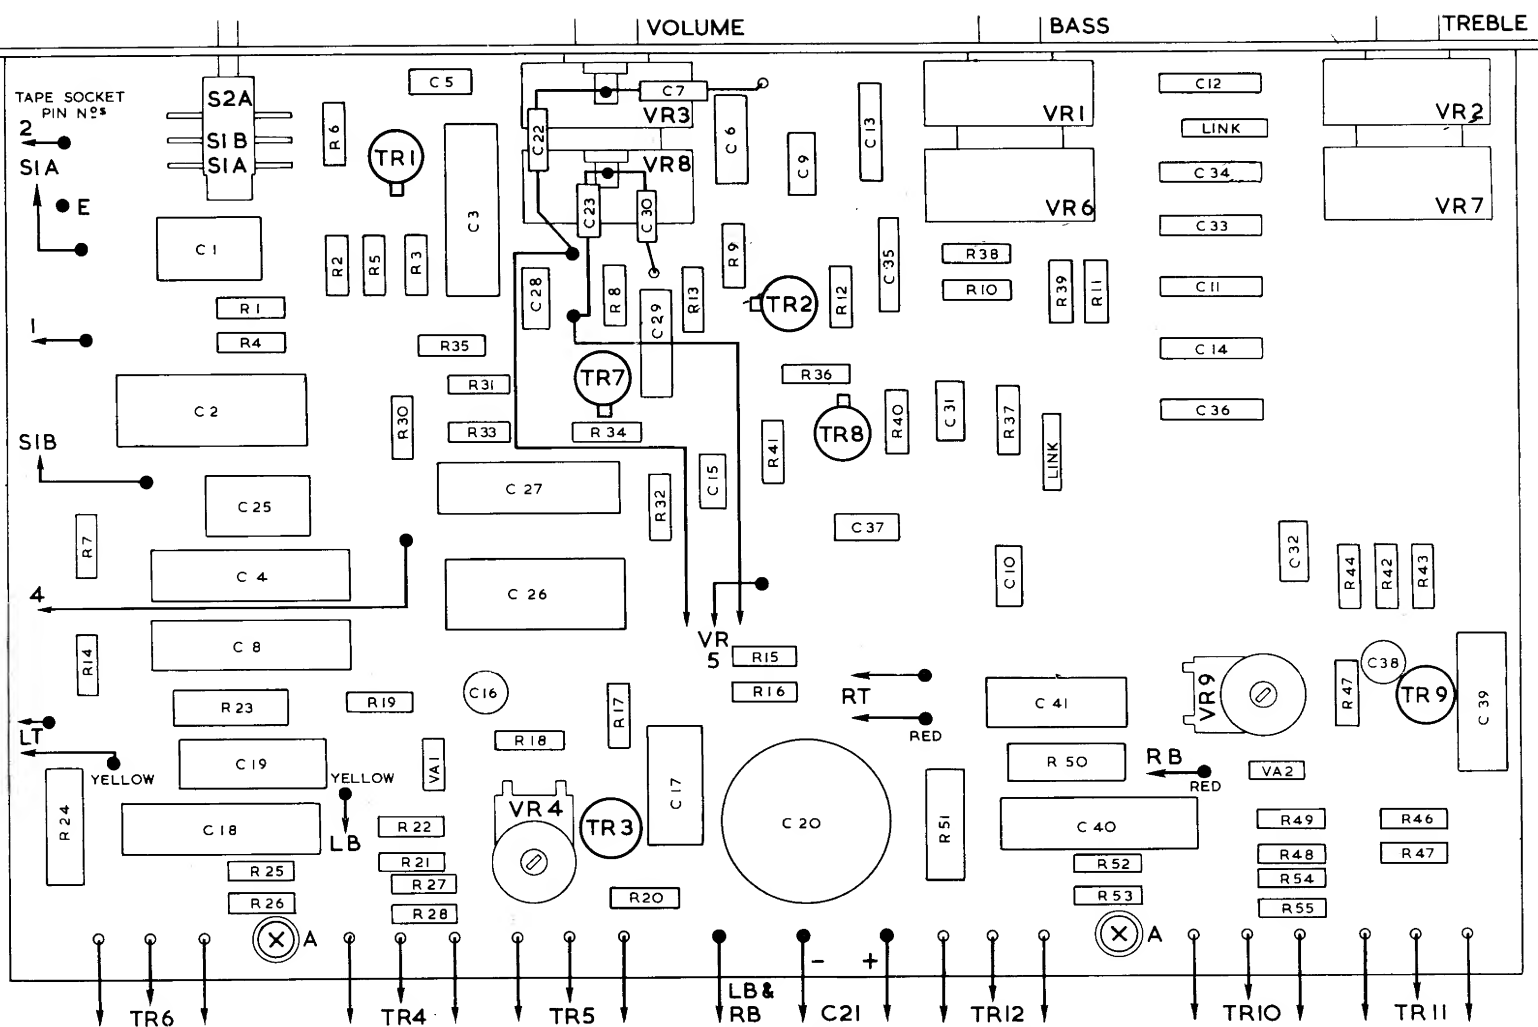 VOLUME
BASS
TREBLE
TAPE SOCKET
PIN Nos
2
S1A
E
1
S1B
4
LT
YELLOW
S2A
S1B
S1A
R6
TR1
C5
C3
C22
C7
VR3
VR8
C23
C30
C6
C9
C13
VR1
VR6
C12
LINK
C34
C33
C11
C14
C36
VR2
VR7
C1
R2
R5
R3
R1
R4
C28
R8
C29
R13
R9
TR2
R12
C35
R38
R10
R39
R11
R35
R31
R33
R30
C2
TR7
R34
R36
TR8
R40
C31
R37
LINK
R41
C15
R32
C27
C25
R7
C4
C26
C37
C10
C32
R44
R42
R43
VR
5
C8
R14
R23
R19
C16
R17
R18
R15
R16
RT
RED
C41
VR9
R47
C38
TR9
C39
C19
YELLOW
LB
VA1
VR4
TR3
C17
C20
R51
R50
RB
RED
VA2
R24
C18
R22
R21
R27
R28
R25
R26
R20
C40
R52
R53
R49
R48
R54
R55
R46
R47
A
A
-
+
TR6
TR4
TR5
LB &
RB
C21
TR12
TR10
TR11